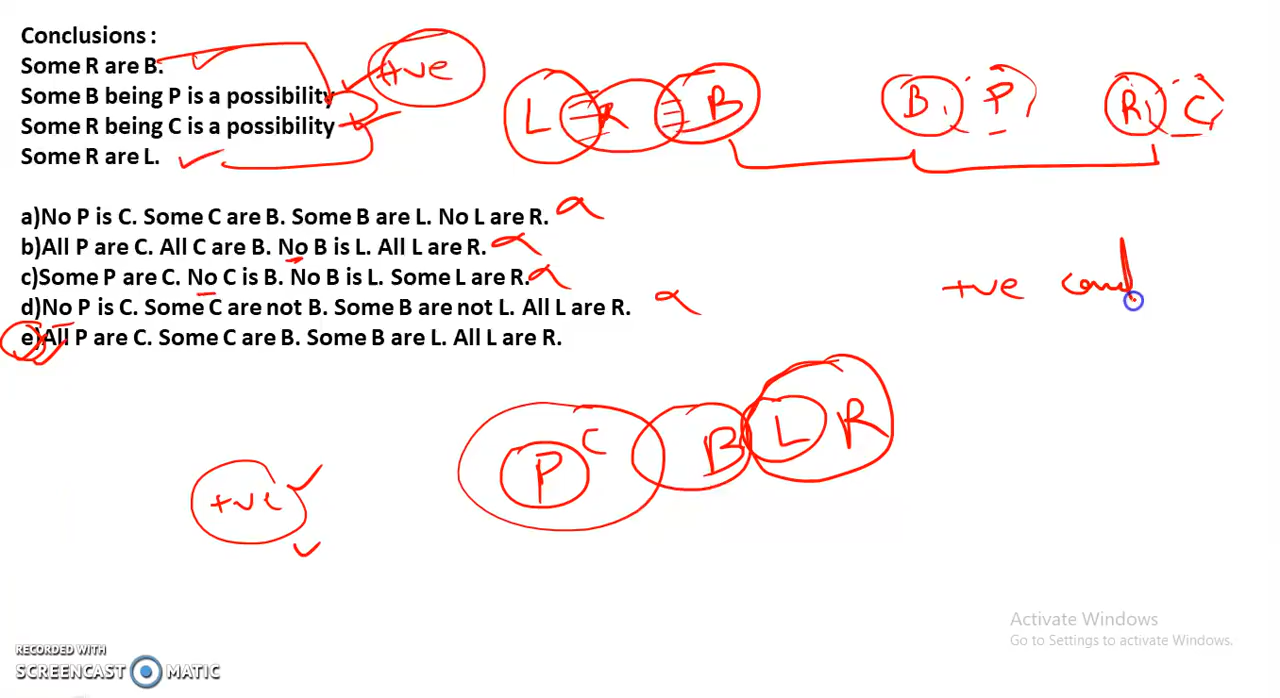 Conclusions :
Some R are B.
Some B being P is a possibility
Some R being C is a possibility
Some R are L.
+ve
L R B
B P
R C
a)No P is C. Some C are B. Some B are L. No L are R.
b)All P are C. All C are B. No B is L. All L are R.
c)Some P are C. No C is B. No B is L. Some L are R.
d)No P is C. Some C are not B. Some B are not L. All L are R.
e)All P are C. Some C are B. Some B are L. All L are R.
+ve
P C B L R
+ve
Activate Windows
Go to Settings to activate Windows.
RECORDED WITH
SCREENCAST MATIC